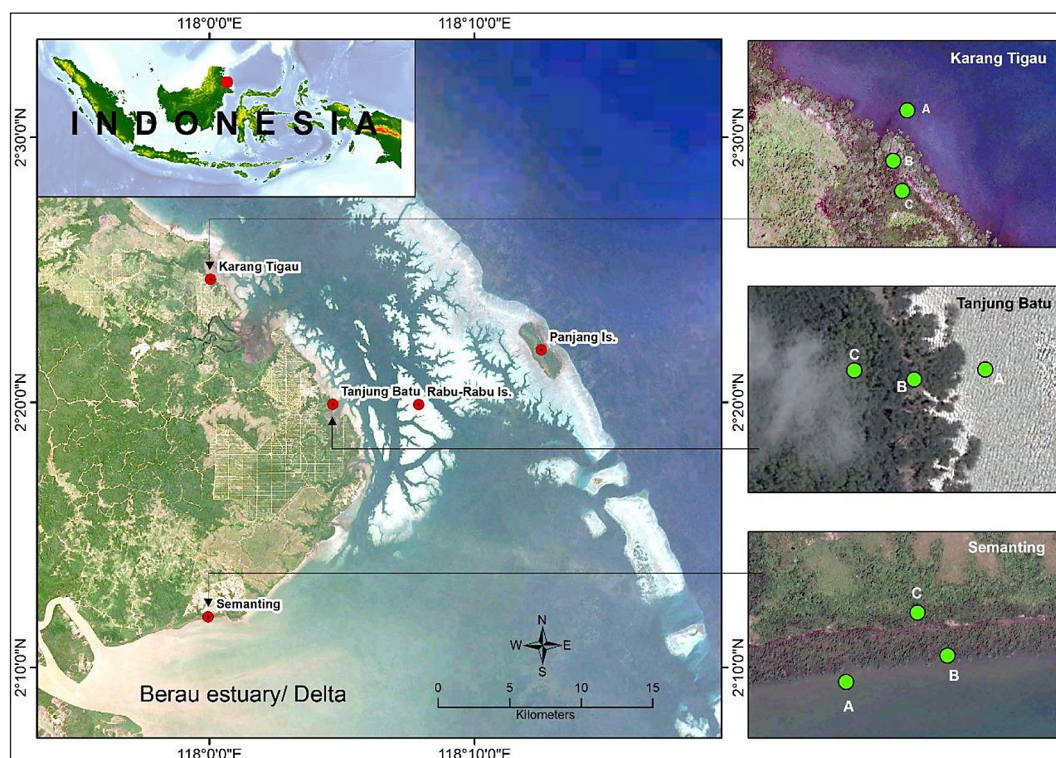 118°0'0"E
118°10'0"E
INDONESIA
2°30'0"N
2°30'0"N
Karang Tigau
A
B
C
Karang Tigau
Panjang Is.
Tanjung Batu
Rabu-Rabu Is.
2°20'0"N
2°20'0"N
Tanjung Batu
C
B
A
Semanting
Semanting
C
B
A
N
W
E
S
2°10'0"N
2°10'0"N
Berau estuary/ Delta
0
5
10
15
Kilometers
118°0'0"E
118°10'0"E